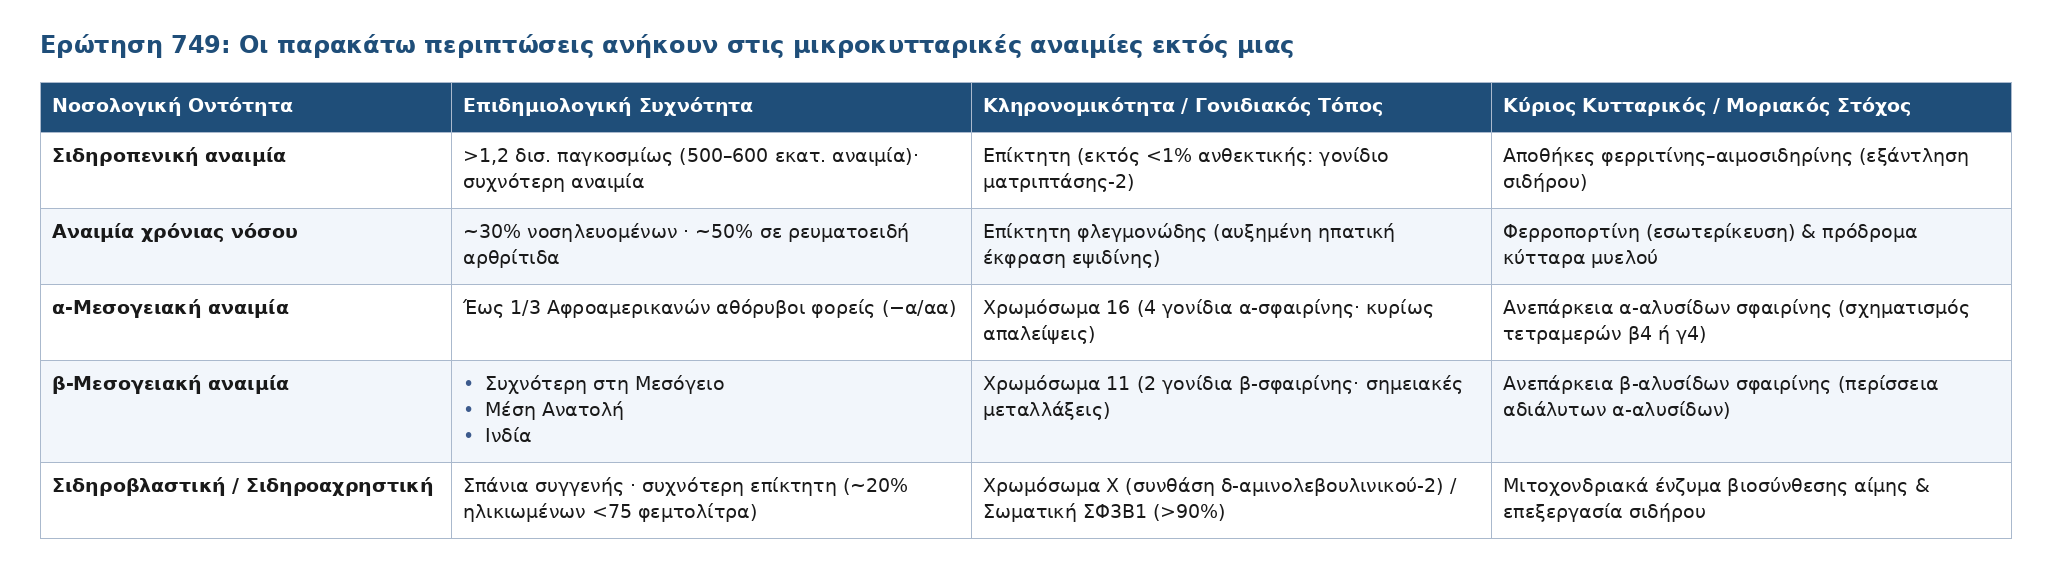 Ερώτηση 749: Οι παρακάτω περιπτώσεις ανήκουν στις μικροκυτταρικές αναιμίες εκτός μιας
Νοσολογική Οντότητα
Επιδημιολογική Συχνότητα
Κληρονομικότητα / Γονιδιακός Τόπος
Κύριος Κυτταρικός / Μοριακός Στόχος
Σιδηροπενική αναιμία
>1,2 δισ. παγκοσμίως (500–600 εκατ. αναιμία)·
συχνότερη αναιμία
Επίκτητη (εκτός <1% ανθεκτικής: γονίδιο
ματριπτάσης-2)
Αποθήκες φερριτίνης–αιμοσιδηρίνης (εξάντληση
σιδήρου)
Αναιμία χρόνιας νόσου
~30% νοσηλευομένων · ~50% σε ρευματοειδή
αρθρίτιδα
Επίκτητη φλεγμονώδης (αυξημένη ηπατική
έκφραση εψιδίνης)
Φερροπορτίνη (εσωτερίκευση) & πρόδρομα
κύτταρα μυελού
α-Μεσογειακή αναιμία
Έως 1/3 Αφροαμερικανών αθόρυβοι φορείς (−α/αα)
Χρωμόσωμα 16 (4 γονίδια α-σφαιρίνης· κυρίως
απαλείψεις)
Ανεπάρκεια α-αλυσίδων σφαιρίνης (σχηματισμός
τετραμερών β4 ή γ4)
β-Μεσογειακή αναιμία
• Συχνότερη στη Μεσόγειο
• Μέση Ανατολή
• Ινδία
Χρωμόσωμα 11 (2 γονίδια β-σφαιρίνης· σημειακές
μεταλλάξεις)
Ανεπάρκεια β-αλυσίδων σφαιρίνης (περίσσεια
αδιάλυτων α-αλυσίδων)
Σιδηροβλαστική / Σιδηροαχρηστική
Σπάνια συγγενής · συχνότερη επίκτητη (~20%
ηλικιωμένων <75 φεμτολίτρα)
Χρωμόσωμα Χ (συνθάση δ-αμινολεβουλινικού-2) /
Σωματική ΣΦ3Β1 (>90%)
Μιτοχονδριακά ένζυμα βιοσύνθεσης αίμης &
επεξεργασία σιδήρου